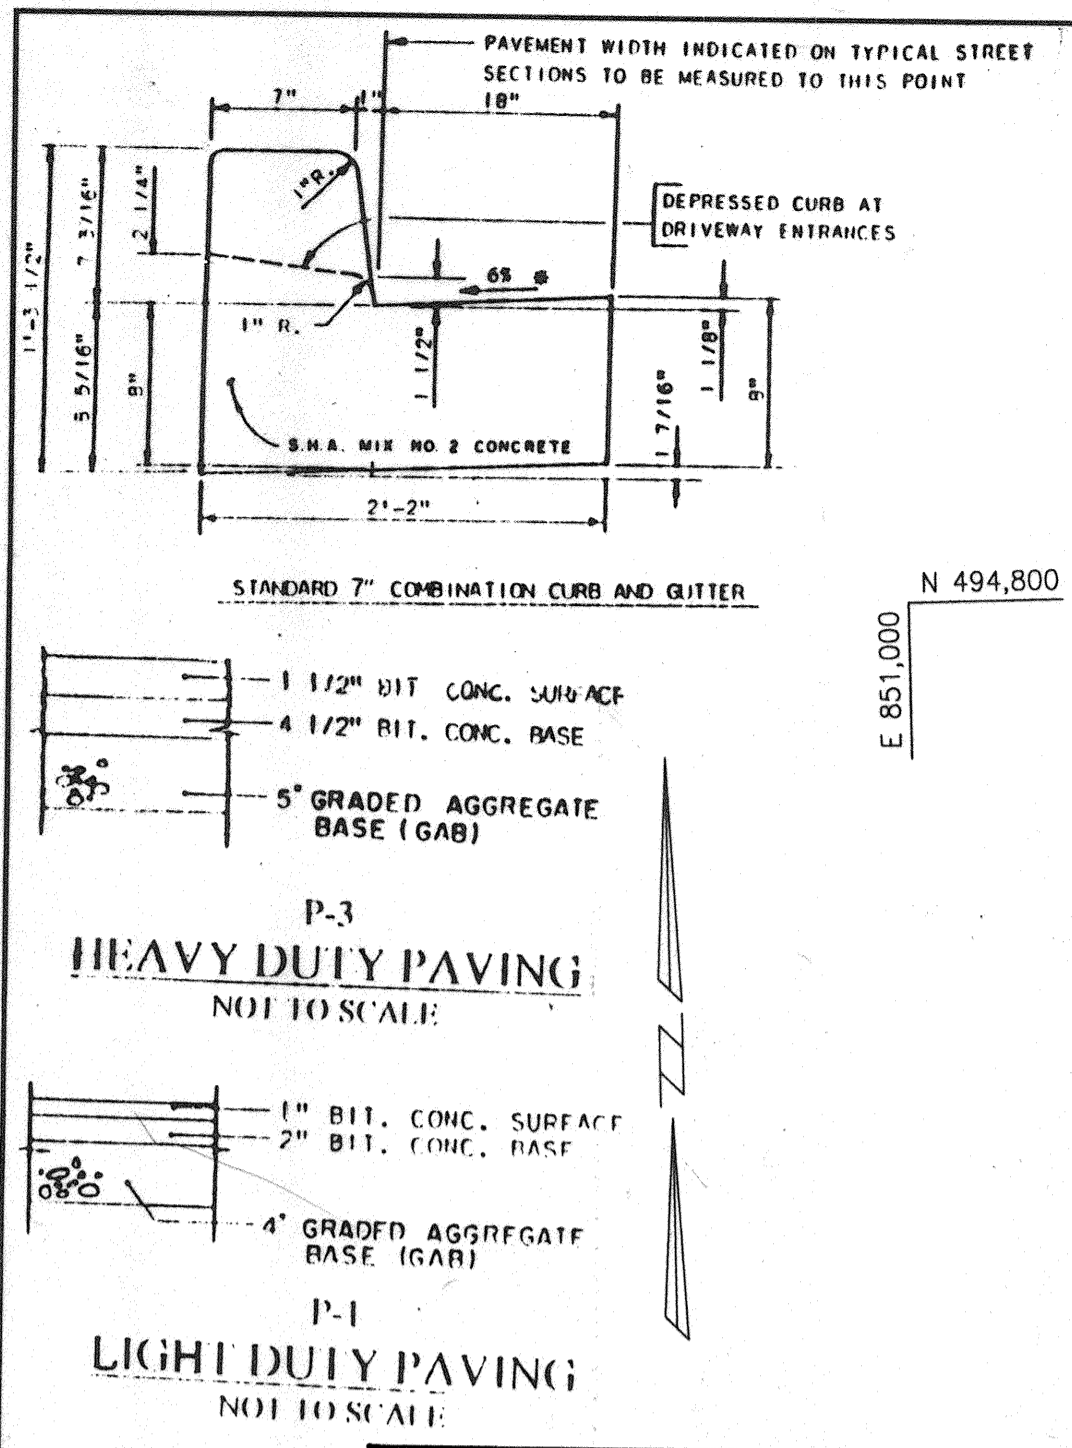 PAVEMENT WIDTH INDICATED ON TYPICAL STREET
SECTIONS TO BE MEASURED TO THIS POINT
7"
1"
18"
1'-3 1/2"
7 3/16"
5 5/16"
2 1/4"
8"
1"R.
DEPRESSED CURB AT
DRIVEWAY ENTRANCES
6%
1" R.
1 1/2"
1 1/8"
1 7/16"
S.H.A. MIX NO. 2 CONCRETE
2'-2"
STANDARD 7" COMBINATION CURB AND GUTTER
N 494,800
E 851,000
1 1/2" BIT CONC. SURFACE
4 1/2" BIT. CONC. BASE
5" GRADED AGGREGATE
BASE (GAB)
P-3
HEAVY DUTY PAVING
NOT TO SCALE
N
1" BIT. CONC. SURFACE
2" BIT. CONC. BASE
4" GRADED AGGREGATE
BASE (GAB)
P-1
LIGHT DUTY PAVING
NOT TO SCALE